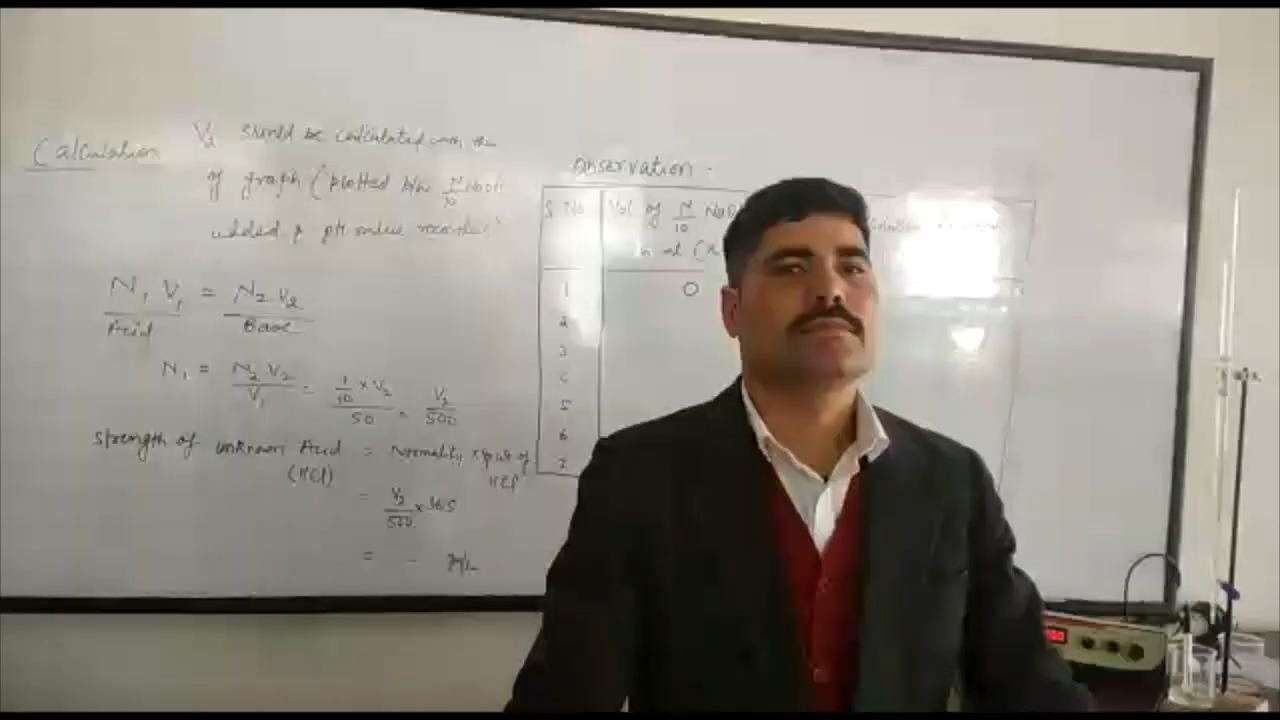 Calculation V₂ should be calculated with the
of graph (plotted b/w N/10 NaOH
added & pH value recorded)
N₁ V₁ = N₂ V₂
Acid Base
N₁ = N₂ V₂ / V₁ = 1/10 × V₂ / 50 = V₂ / 500
Strength of unknown Acid = Normality × eq. wt of
(HCl) HCl
= V₂ / 500 × 36.5
= - g/L
Observation -
S. No Vol of N/10 NaOH
in ml
1 0
2
3
4
5
6
7